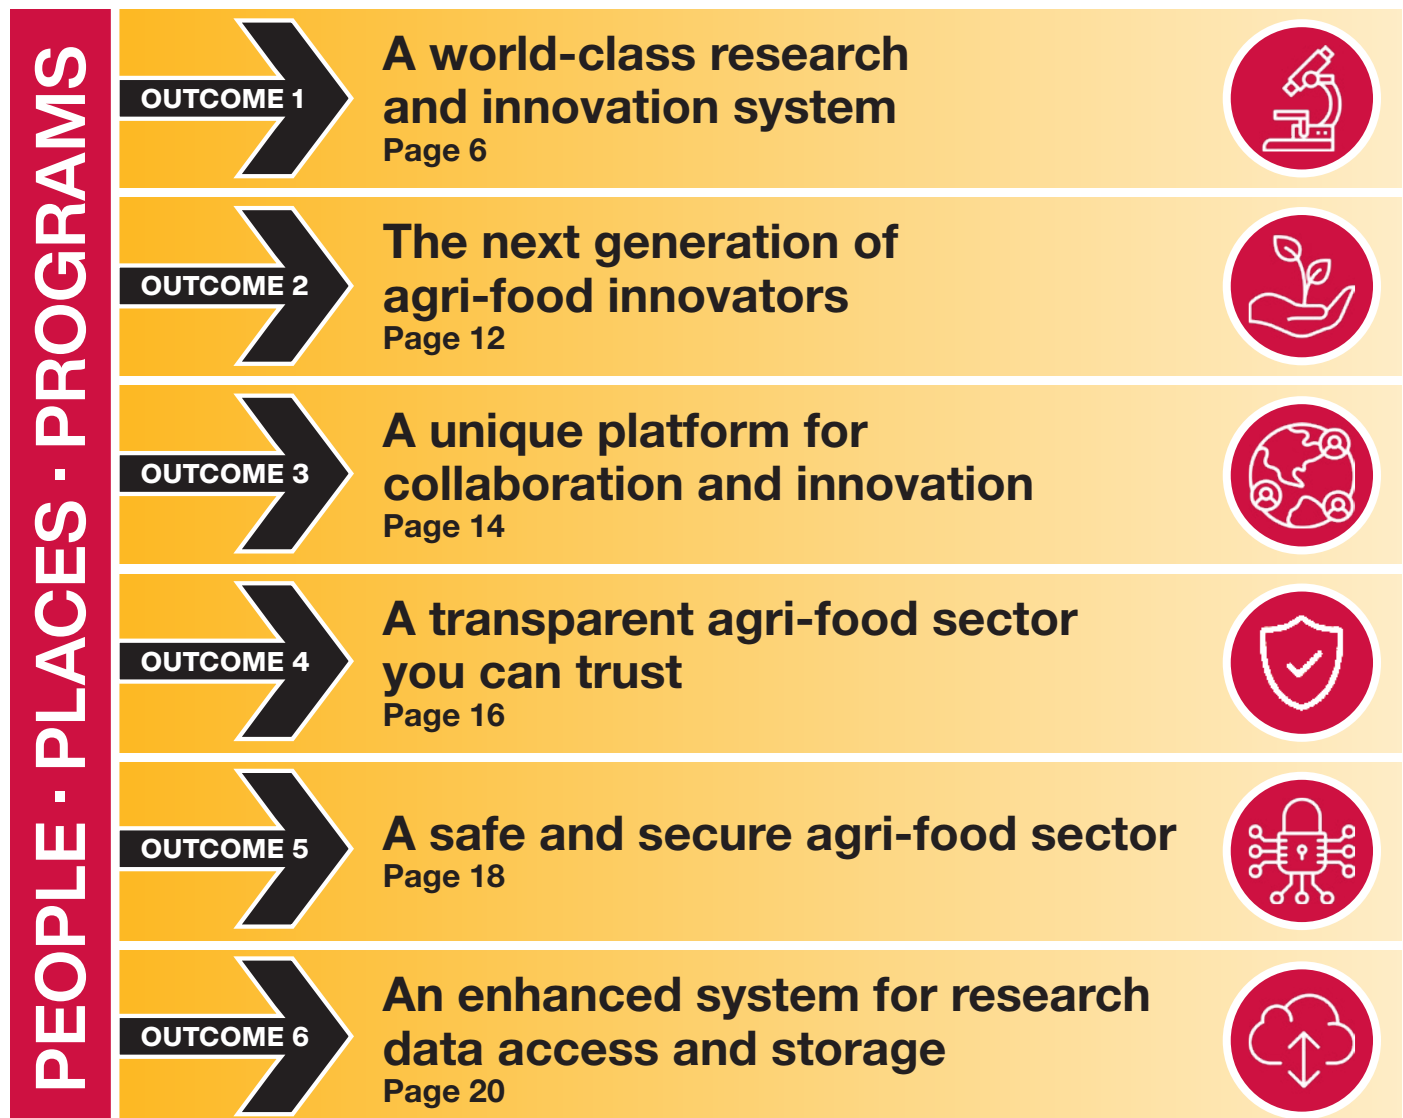 PEOPLE · PLACES · PROGRAMS
OUTCOME 1
A world-class research
and innovation system
Page 6
OUTCOME 2
The next generation of
agri-food innovators
Page 12
OUTCOME 3
A unique platform for
collaboration and innovation
Page 14
OUTCOME 4
A transparent agri-food sector
you can trust
Page 16
OUTCOME 5
A safe and secure agri-food sector
Page 18
OUTCOME 6
An enhanced system for research
data access and storage
Page 20